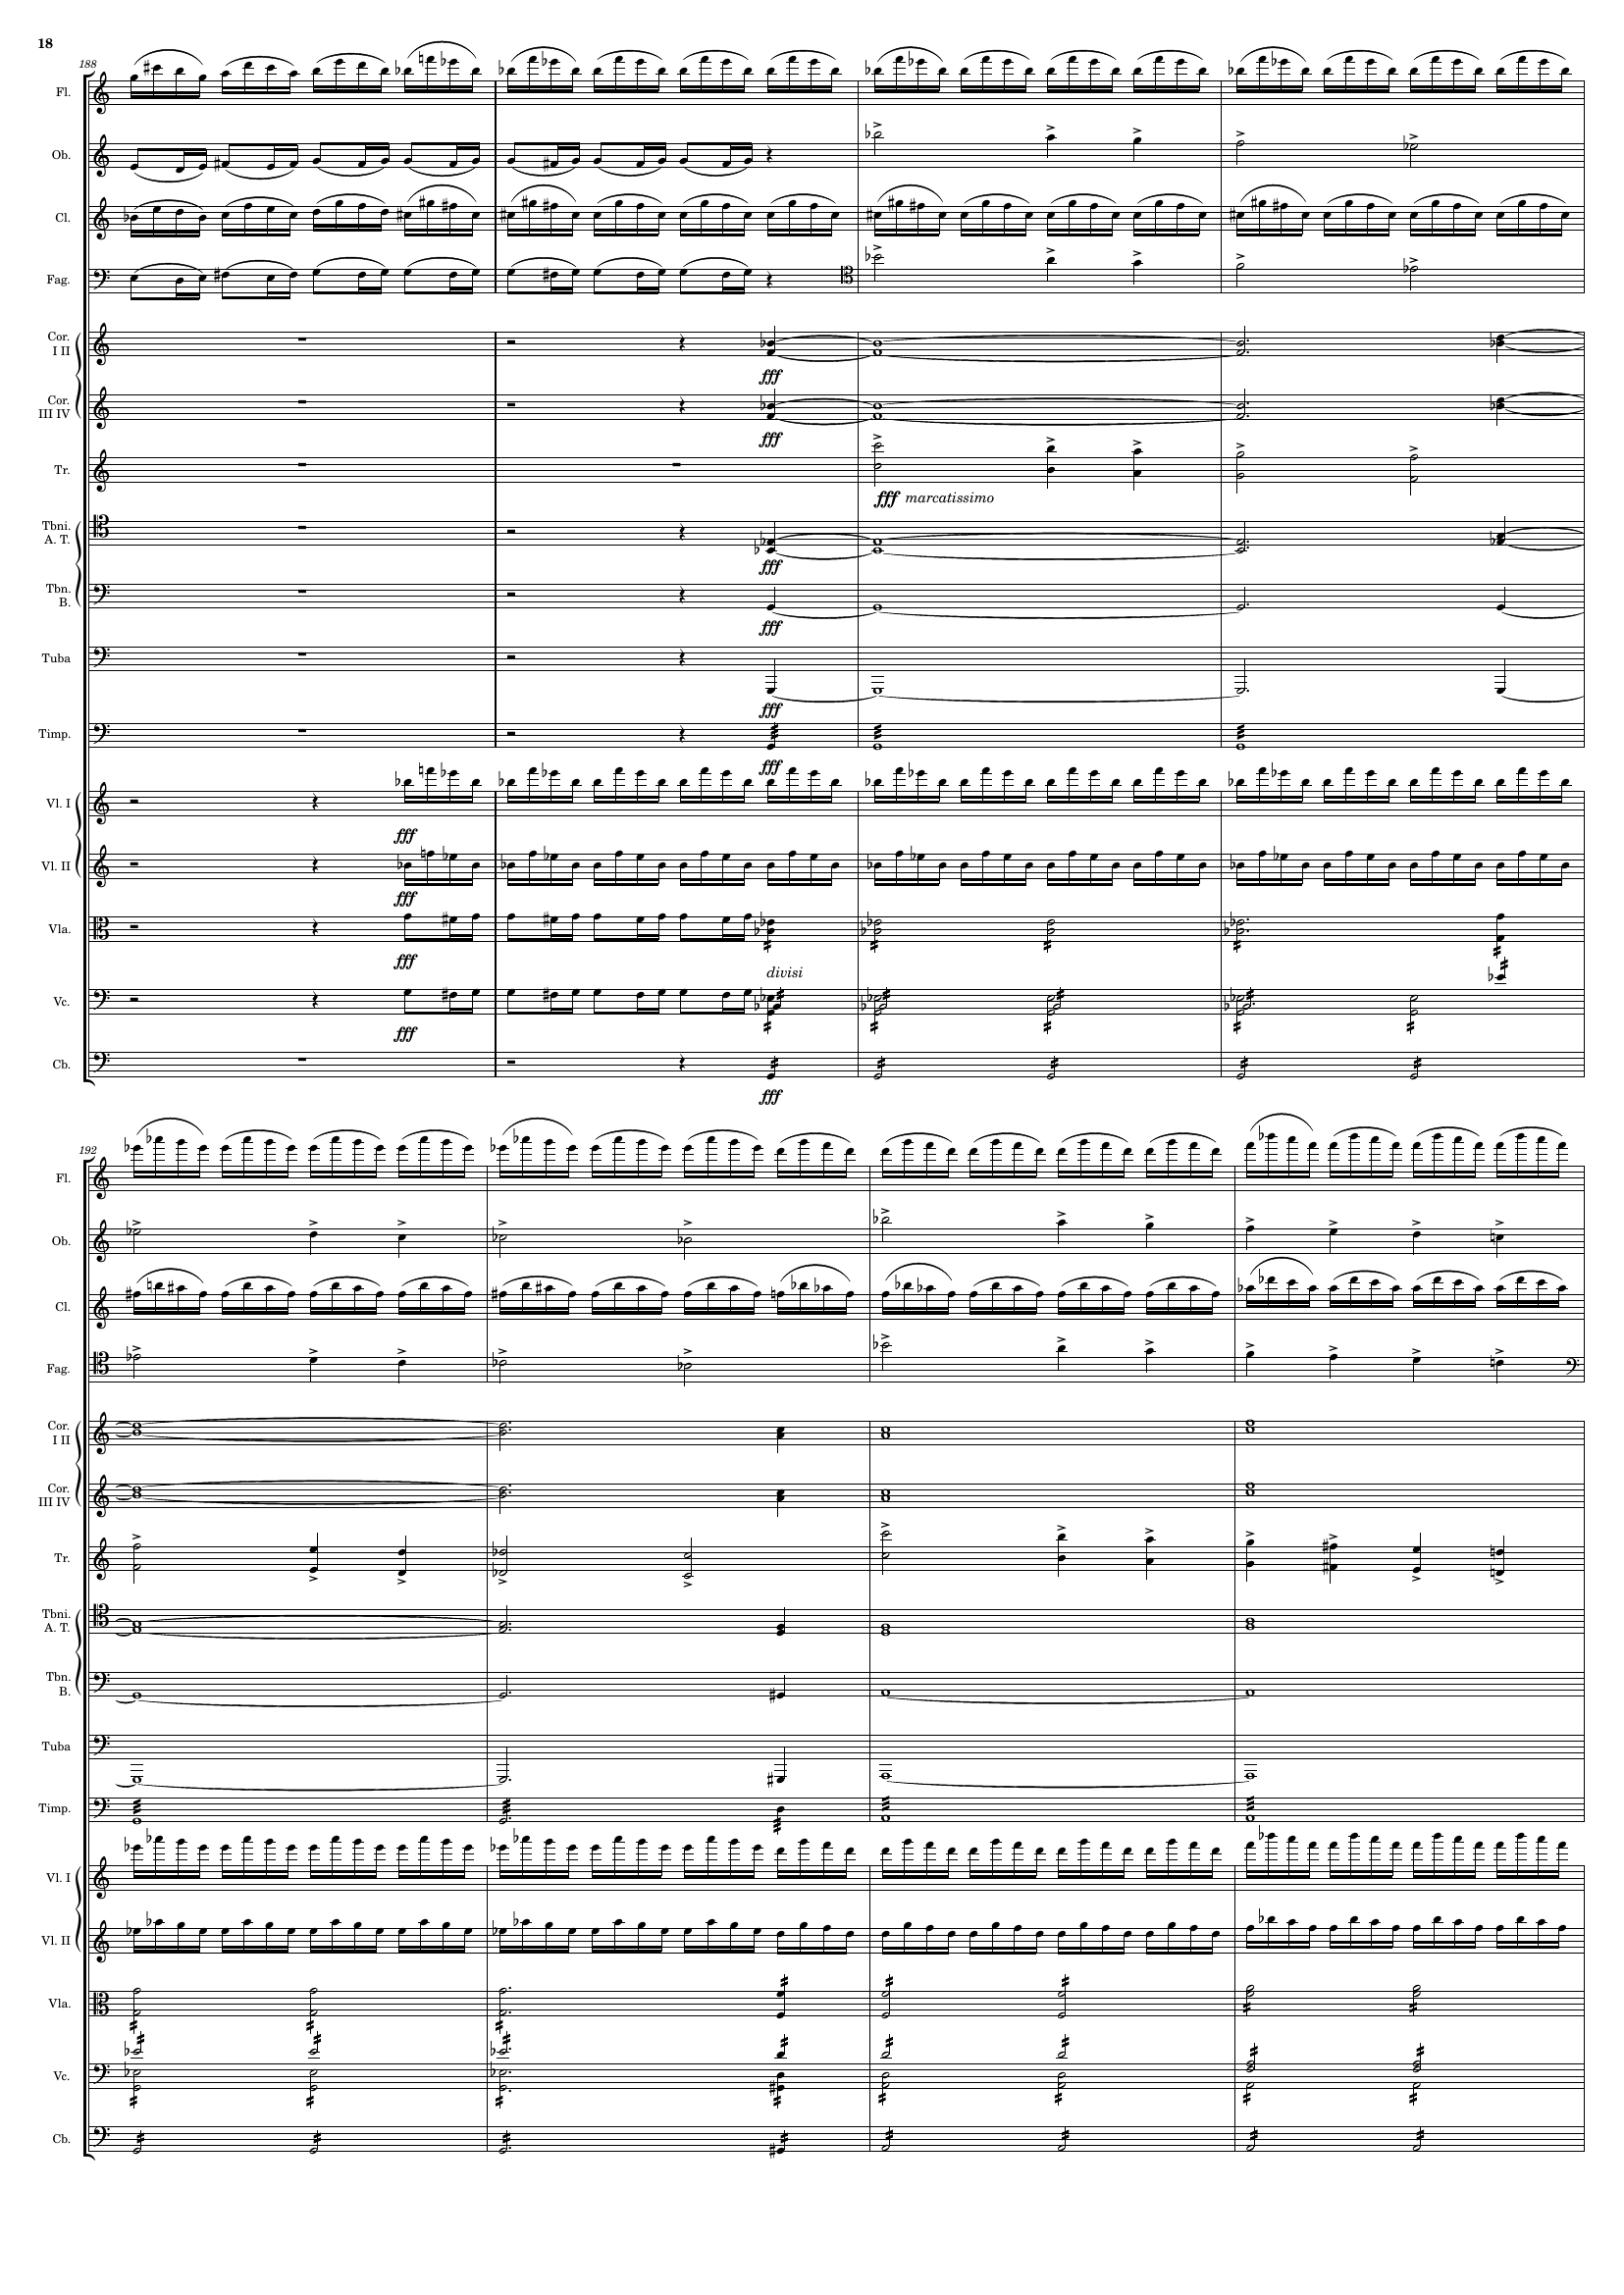 18
188
Fl.
Ob.
Cl.
Fag.
Cor.
I II
fff
Cor.
III IV
fff
Tr.
fff marcatissimo
Tbni.
A. T.
fff
Tbn.
B.
fff
Tuba
fff
Timp.
fff
Vl. I
fff
Vl. II
fff
Vla.
fff
divisi
Vc.
fff
Cb.
fff
192
Fl.
Ob.
Cl.
Fag.
Cor.
I II
Cor.
III IV
Tr.
Tbni.
A. T.
Tbn.
B.
Tuba
Timp.
Vl. I
Vl. II
Vla.
Vc.
Cb.